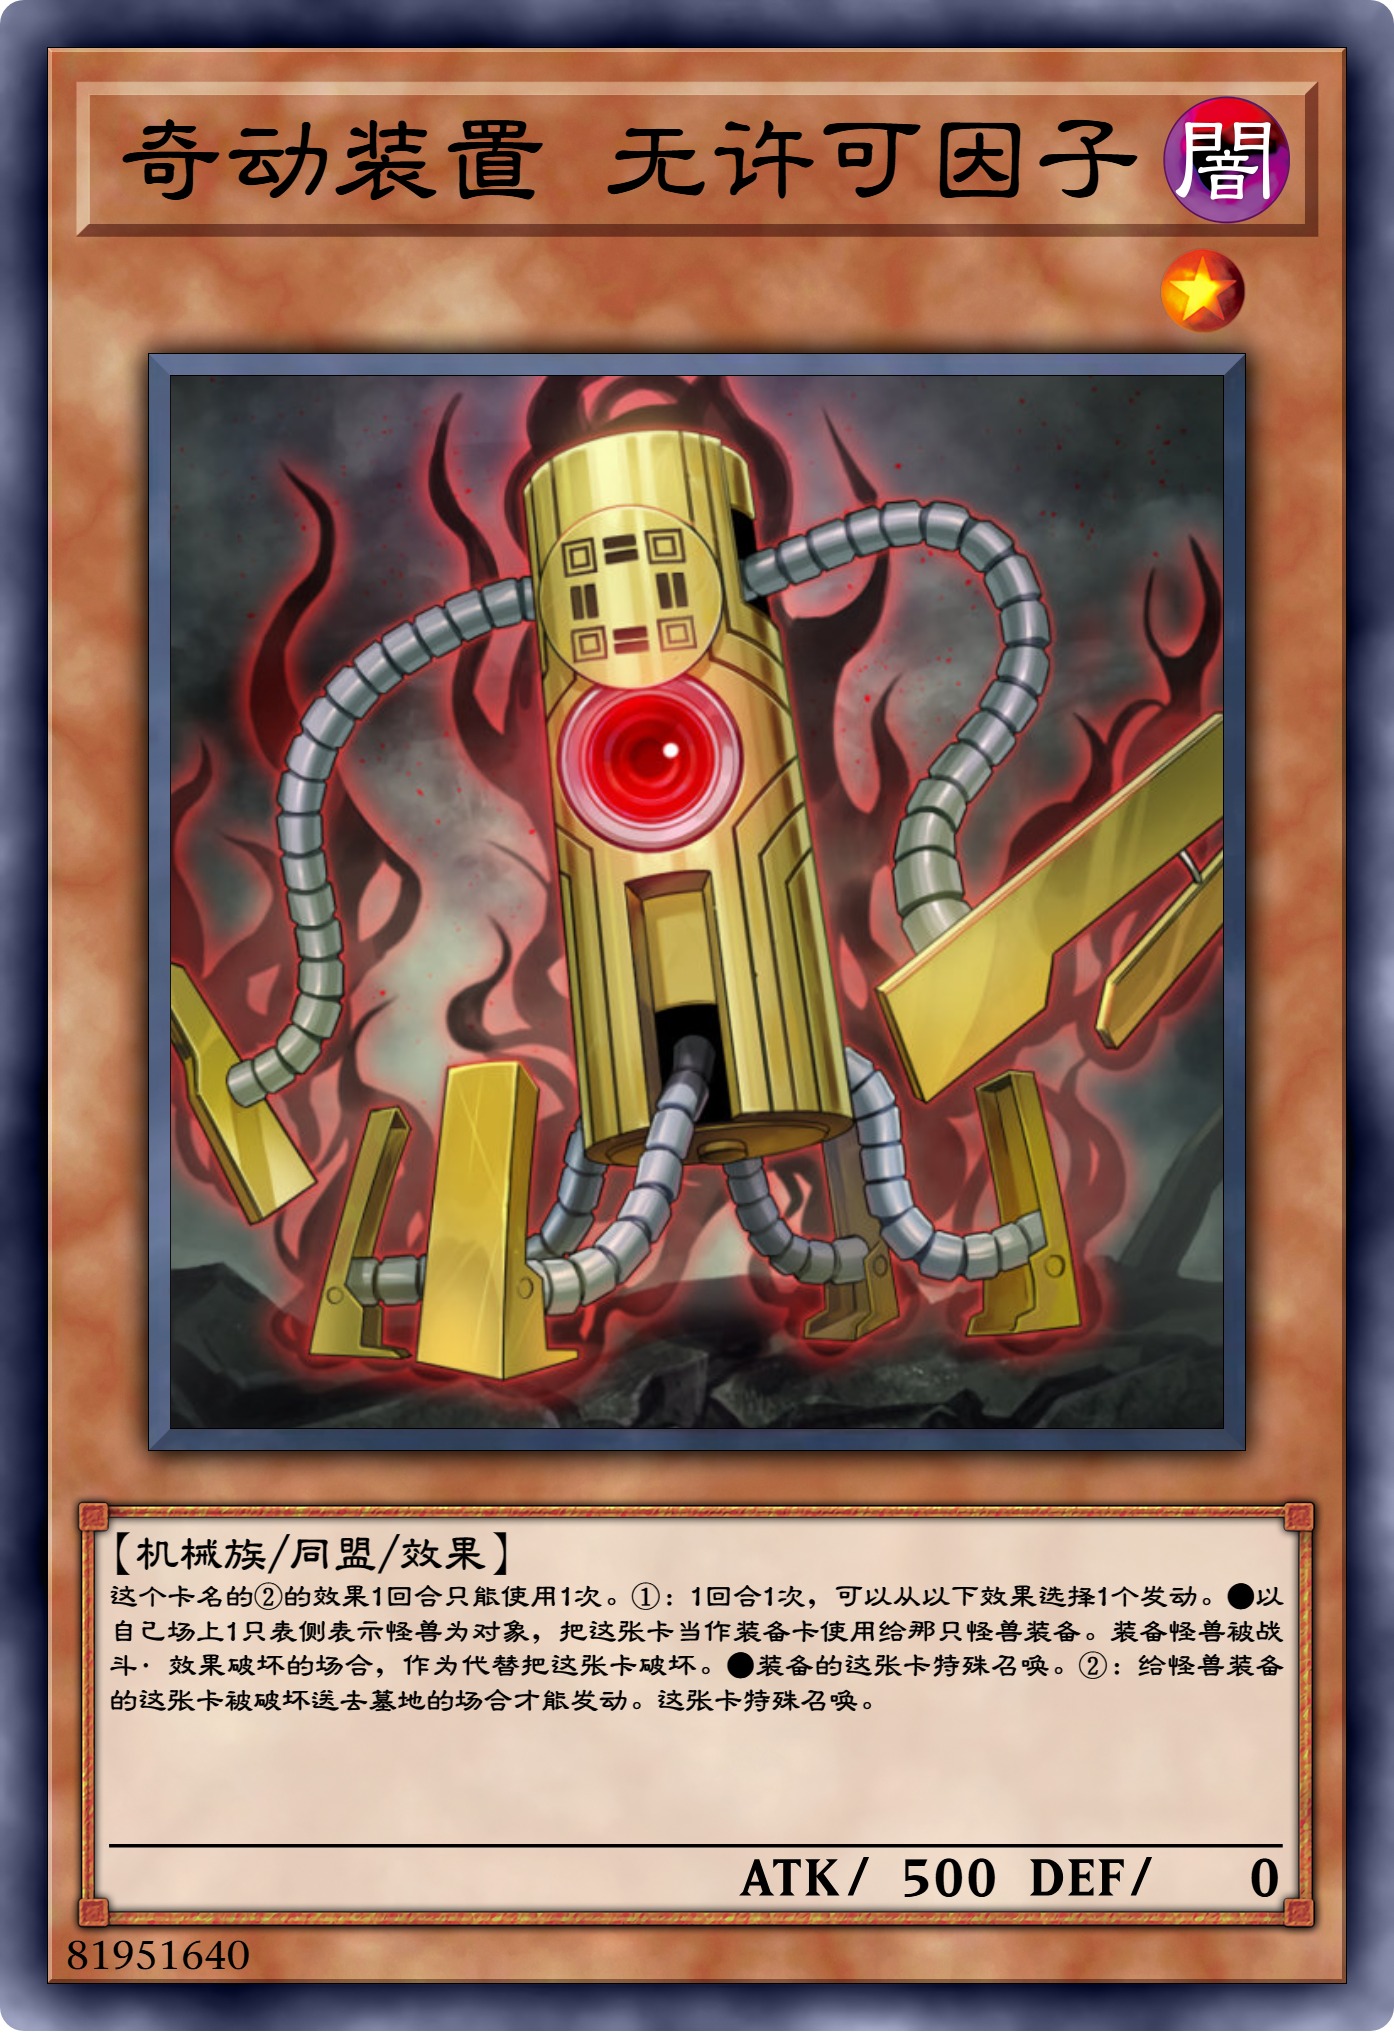 奇动装置 无许可因子 闇
【机械族/同盟/效果】
这个卡名的②的效果1回合只能使用1次。①：1回合1次，可以从以下效果选择1个发动。●以
自己场上1只表侧表示怪兽为对象，把这张卡当作装备卡使用给那只怪兽装备。装备怪兽被战
斗·效果破坏的场合，作为代替把这张卡破坏。●装备的这张卡特殊召唤。②：给怪兽装备
的这张卡被破坏送去墓地的场合才能发动。这张卡特殊召唤。
ATK/ 500 DEF/ 0
81951640